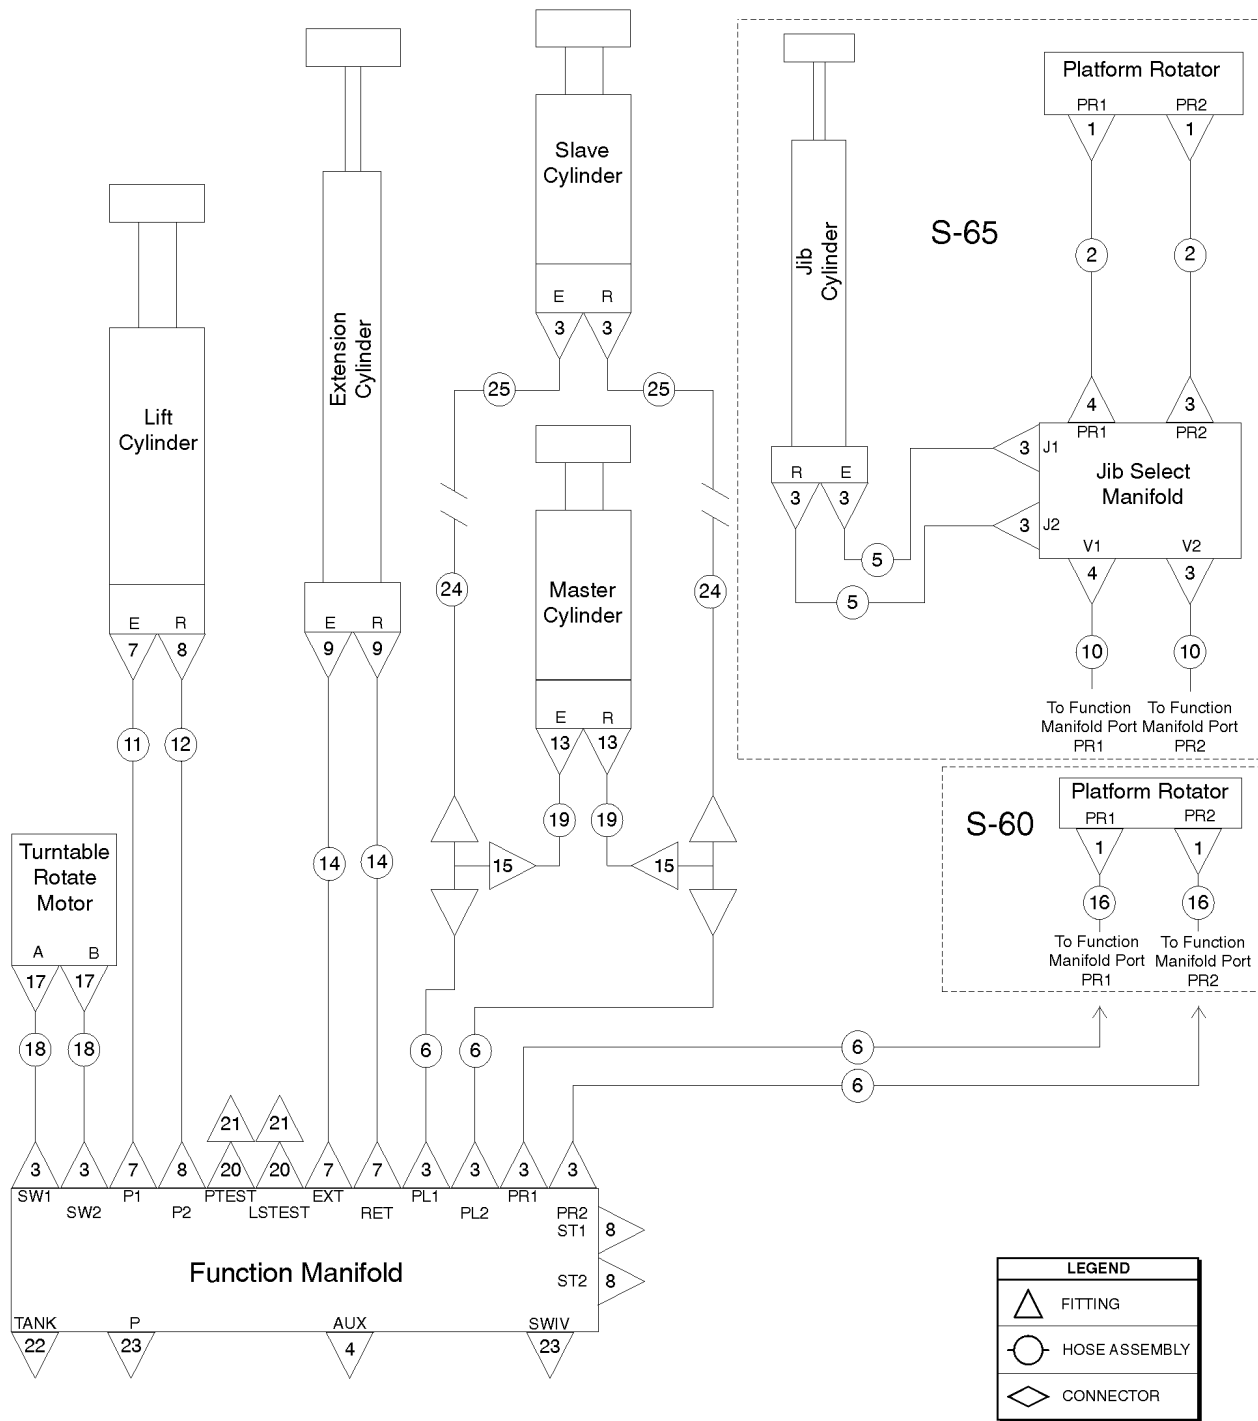 Slave
Cylinder
E R
3 3
25 25
Platform Rotator
PR1 PR2
1 1
S-65
Jib
Cylinder
2 2
4 3
PR1 PR2
3 J1
Jib Select
Manifold
3 J2
V1 V2
4 3
R E
3 3
5
5
10 10
To Function
Manifold Port
PR1
To Function
Manifold Port
PR2
Extension
Cylinder
E R
9 9
14 14
Lift
Cylinder
E R
7 8
11 12
24 24
Master
Cylinder
E R
13 13
19 19
15 15
S-60
Platform Rotator
PR1 PR2
1 1
16 16
To Function
Manifold Port
PR1
To Function
Manifold Port
PR2
Turntable
Rotate
Motor
A B
17 17
18 18
6 6
6
6
21 21
3 3 7 8 20 20 7 7 3 3 3 3
SW1 P1 PTEST EXT PL1 PR1
SW2 P2 LSTEST RET PL2 PR2
ST1 8
Function Manifold
ST2 8
TANK P AUX SWIV
22 23 4 23
LEGEND
FITTING
HOSE ASSEMBLY
CONNECTOR